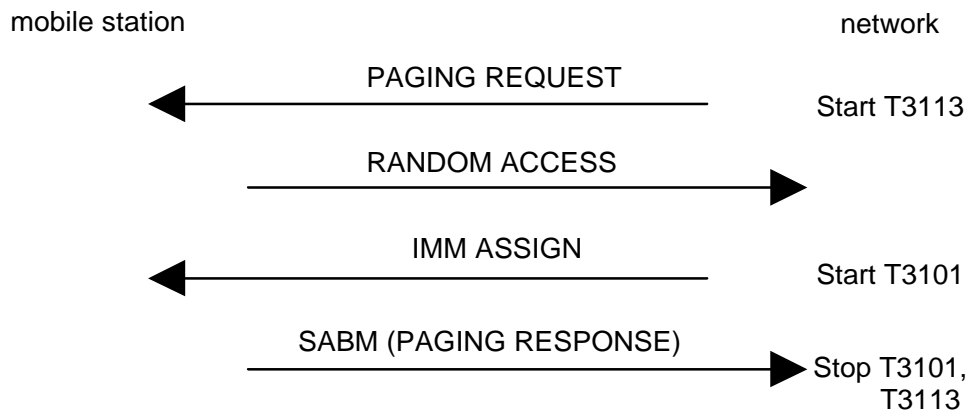 mobile station
network
PAGING REQUEST
Start T3113
RANDOM ACCESS
IMM ASSIGN
Start T3101
SABM (PAGING RESPONSE)
Stop T3101,
T3113